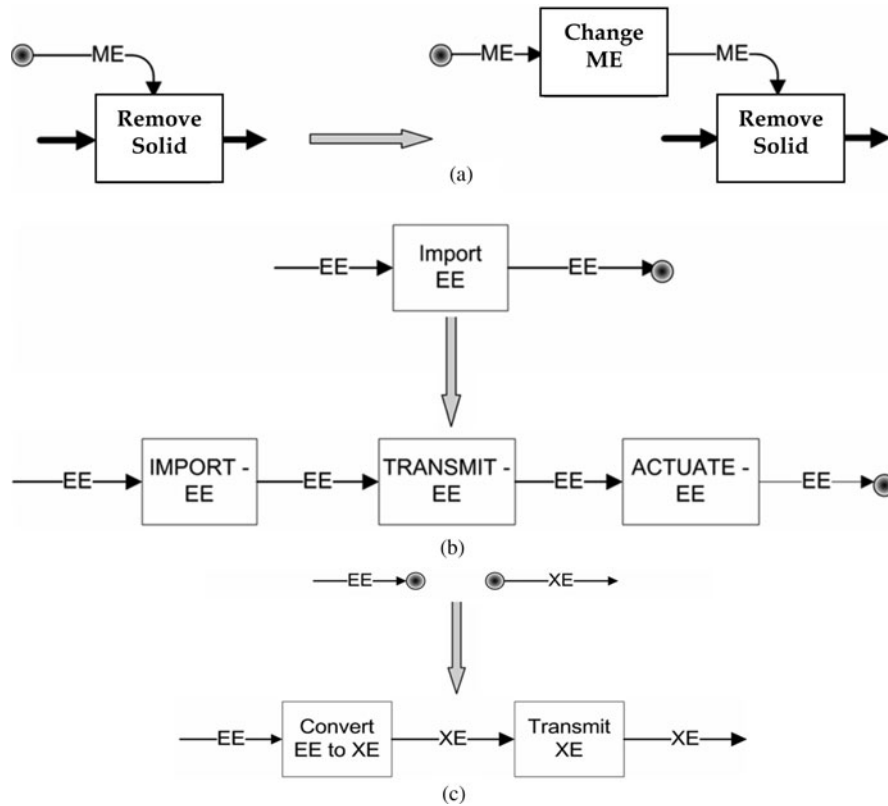 ME
Remove
Solid
ME
Change
ME
ME
Remove
Solid
(a)
EE
Import
EE
EE
EE
IMPORT -
EE
EE
TRANSMIT -
EE
EE
ACTUATE -
EE
EE
(b)
EE
XE
EE
Convert
EE to XE
XE
Transmit
XE
XE
(c)